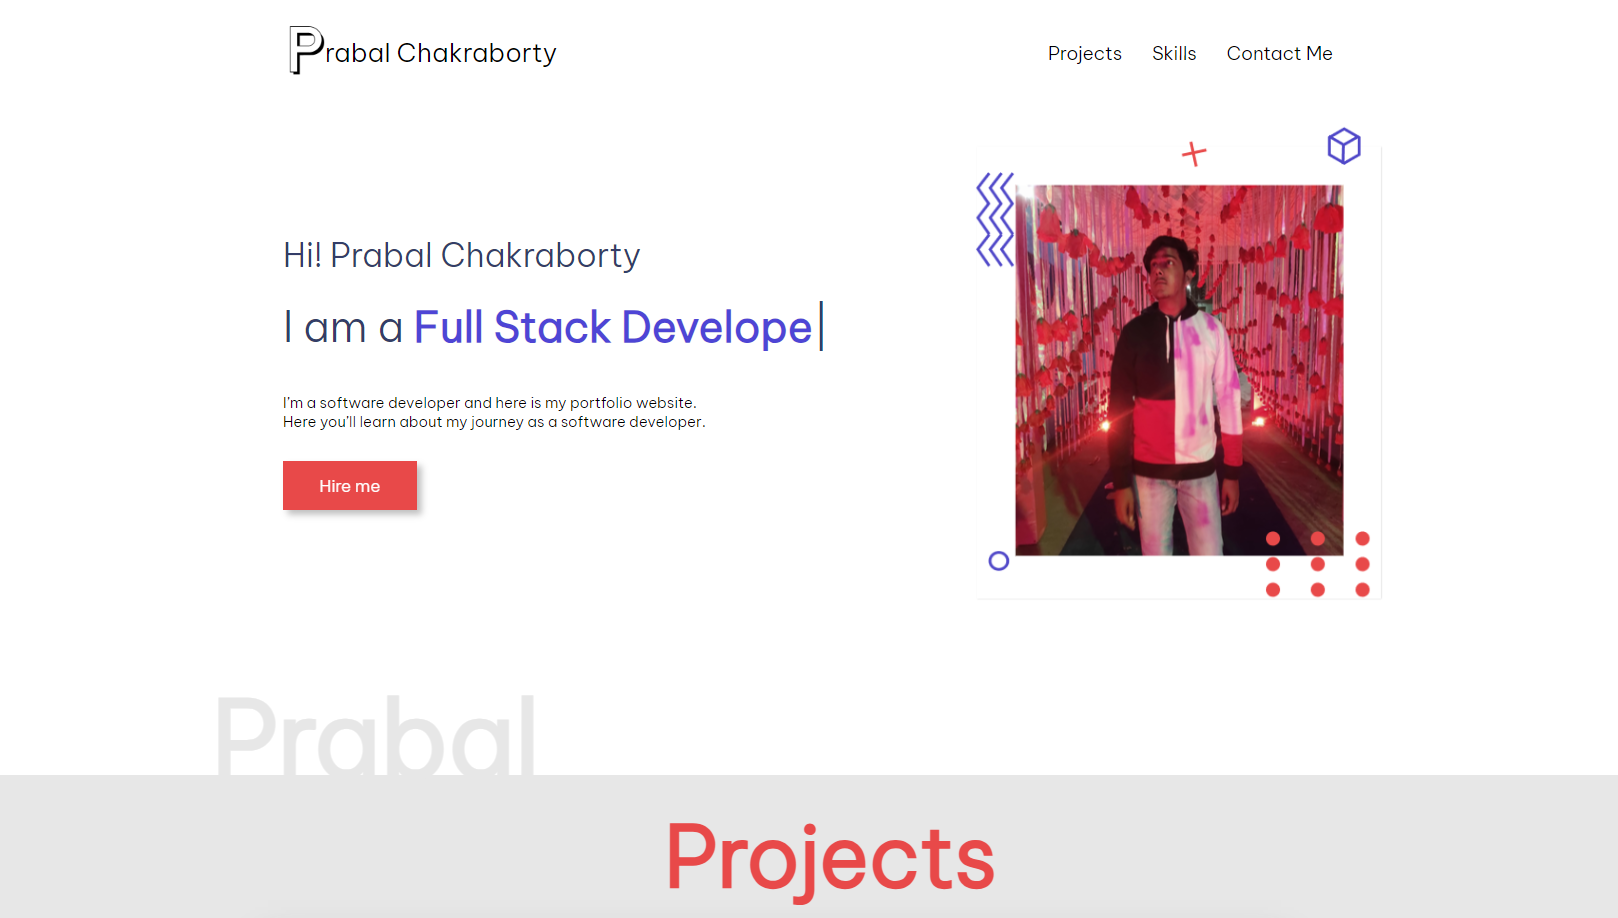 Prabal Chakraborty
Projects Skills Contact Me
Hi! Prabal Chakraborty
I am a Full Stack Develope
I'm a software developer and here is my portfolio website.
Here you'll learn about my journey as a software developer.
Hire me
Prabal
Projects